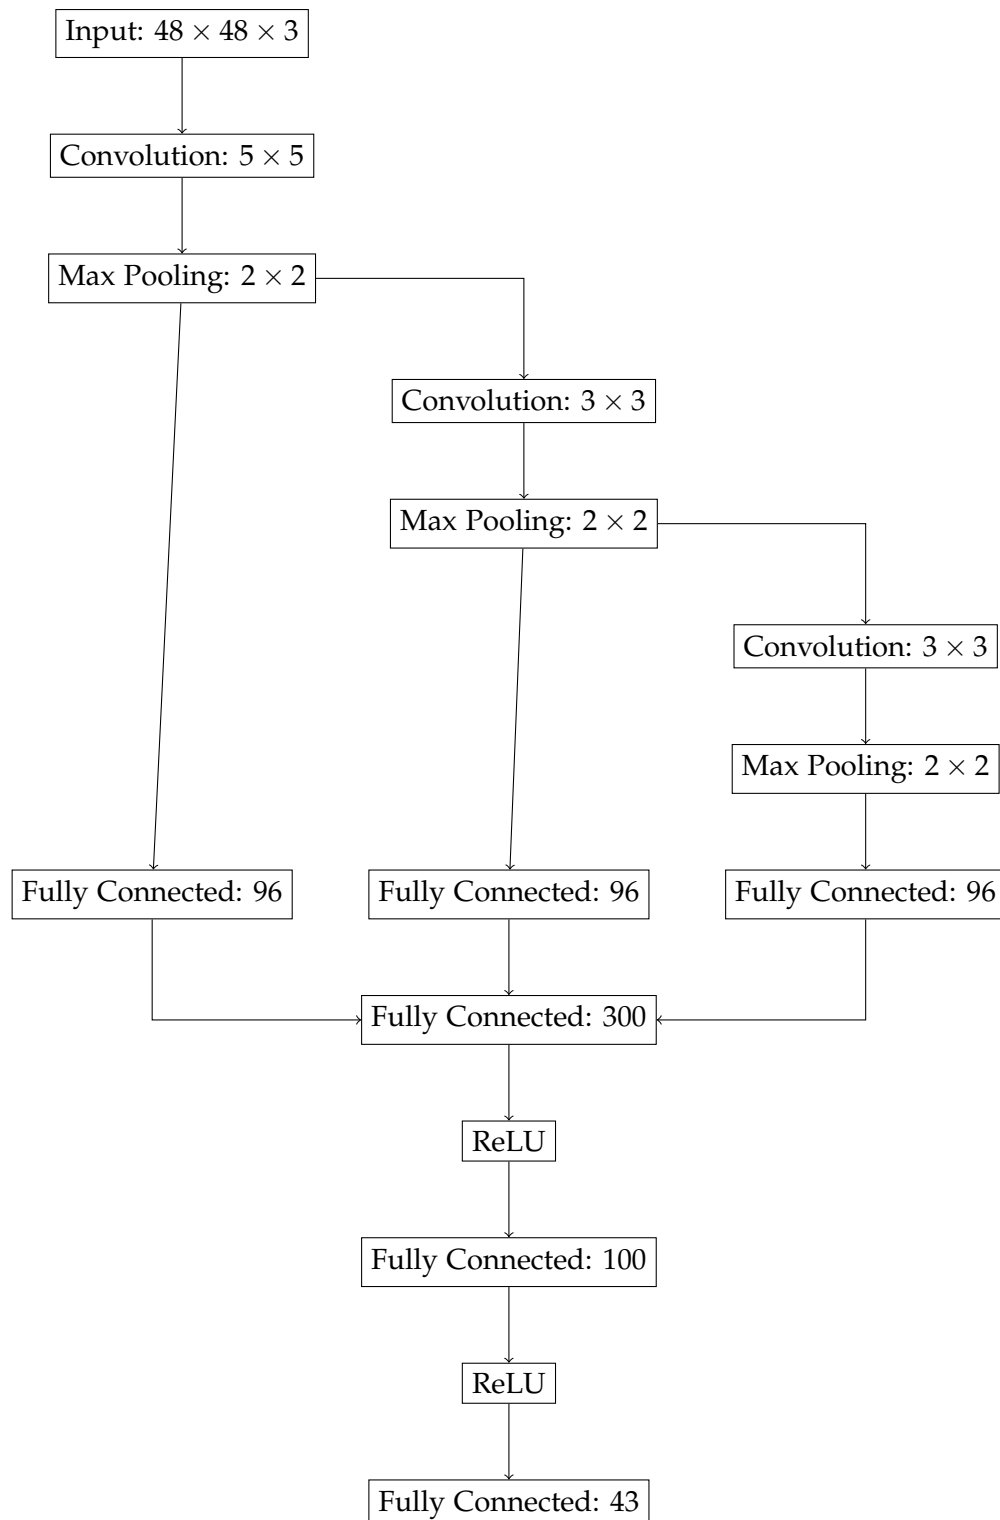 Input: 48 × 48 × 3
Convolution: 5 × 5
Max Pooling: 2 × 2
Convolution: 3 × 3
Max Pooling: 2 × 2
Convolution: 3 × 3
Max Pooling: 2 × 2
Fully Connected: 96
Fully Connected: 96
Fully Connected: 96
Fully Connected: 300
ReLU
Fully Connected: 100
ReLU
Fully Connected: 43